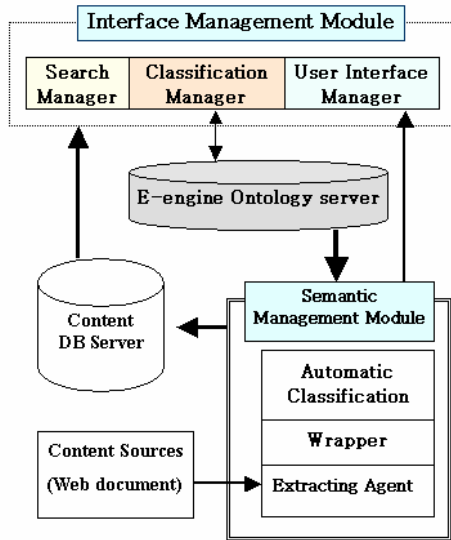 Interface Management Module
Search
Manager
Classification
Manager
User Interface
Manager
E-engine Ontology server
Content
DB Server
Semantic
Management Module
Automatic
Classification
Wrapper
Extracting Agent
Content Sources
(Web document)